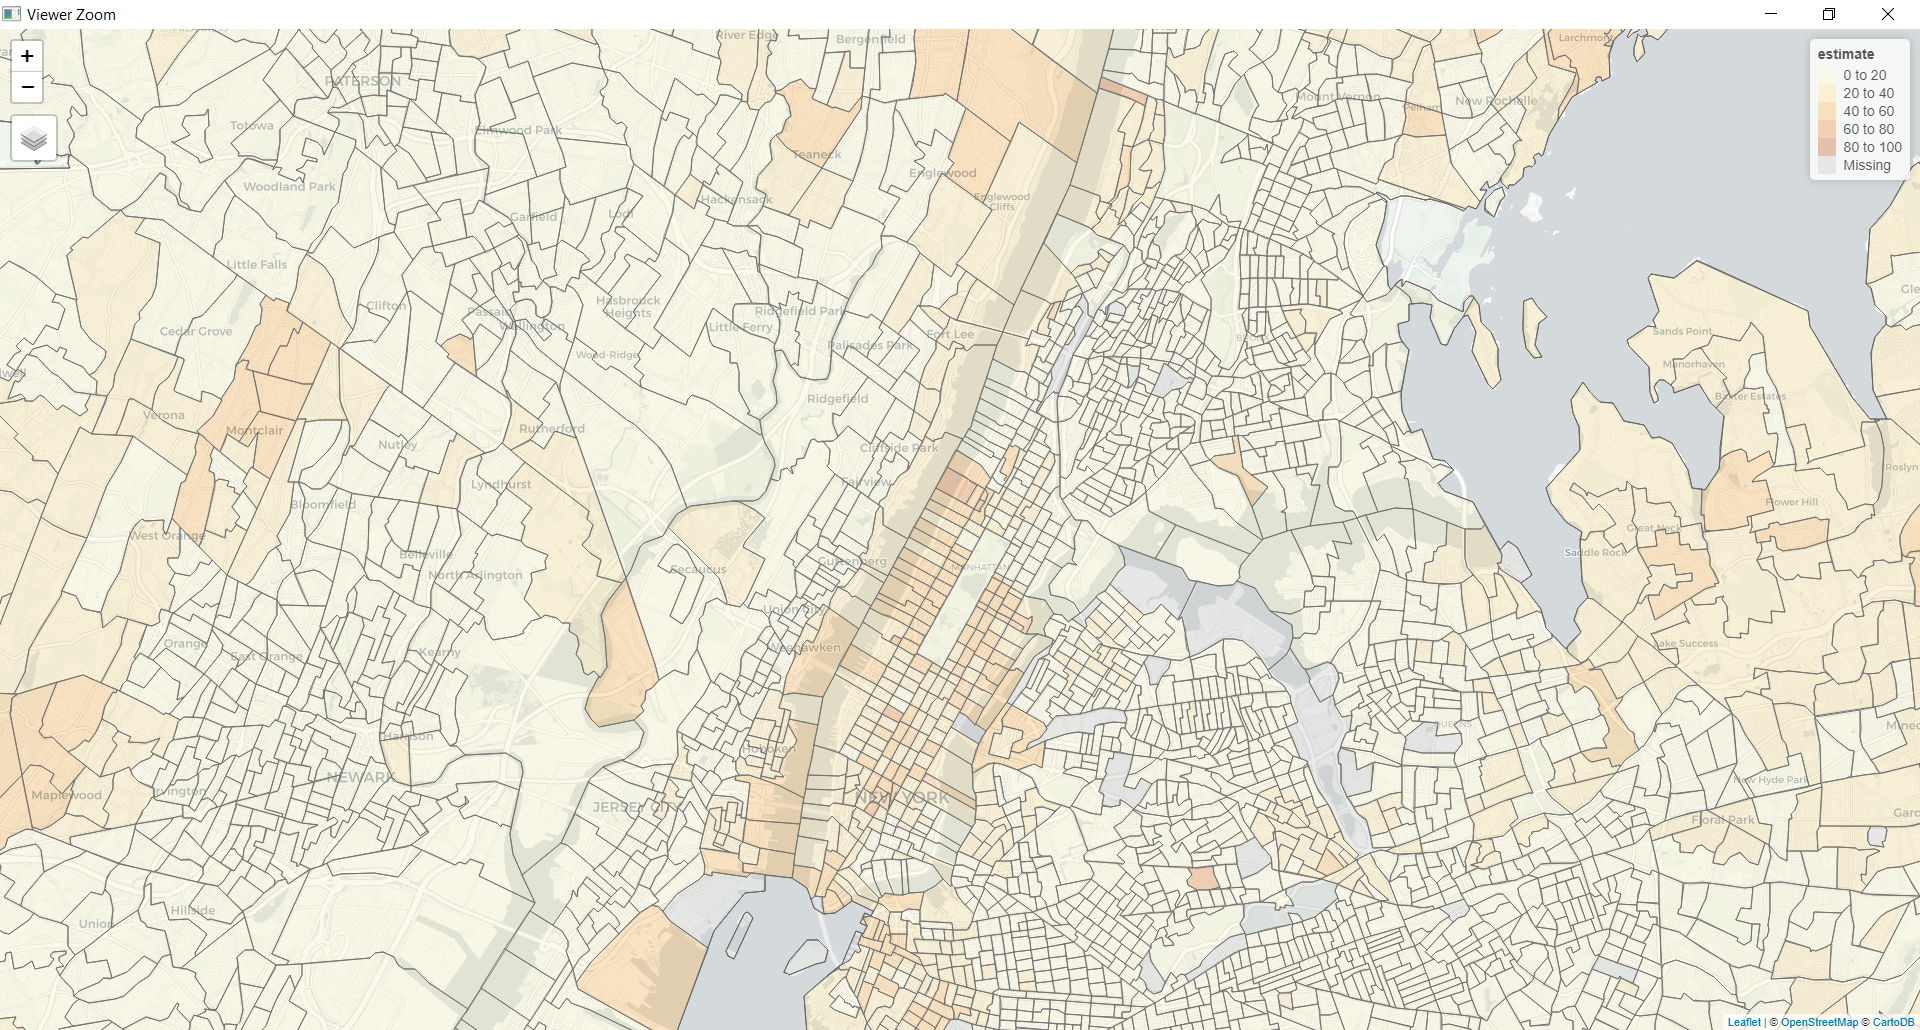 Viewer Zoom
+
−
estimate
0 to 20
20 to 40
40 to 60
60 to 80
80 to 100
Missing
River Edge
Bergenfield
Larchmont
PATERSON
Mount Vernon
Pelham
New Rochelle
Totowa
Elmwood Park
Teaneck
Woodland Park
Englewood
Hackensack
Englewood
Cliffs
Garfield
Lodi
Little Falls
Clifton
Hasbrouck
Heights
Passaic
Wallington
Ridgefield Park
Little Ferry
Cedar Grove
Fort Lee
Palisades Park
Wood-Ridge
Sands Point
Manorhaven
Baxter Estates
Ridgefield
Verona
Montclair
Rutherford
Nutley
Cliffside Park
Fairview
Lyndhurst
Roslyn
Flower Hill
Bloomfield
Great Neck
West Orange
Belleville
Saddle Rock
Guttenberg
MANHATTAN
Secaucus
North Arlington
Union City
Orange
East Orange
Kearny
Weehawken
Lake Success
QUEENS
Harrison
Hoboken
NEWARK
New Hyde Park
Irvington
Maplewood
NEW YORK
JERSEY CITY
Floral Park
Hillside
Union
Leaflet | © OpenStreetMap © CartoDB